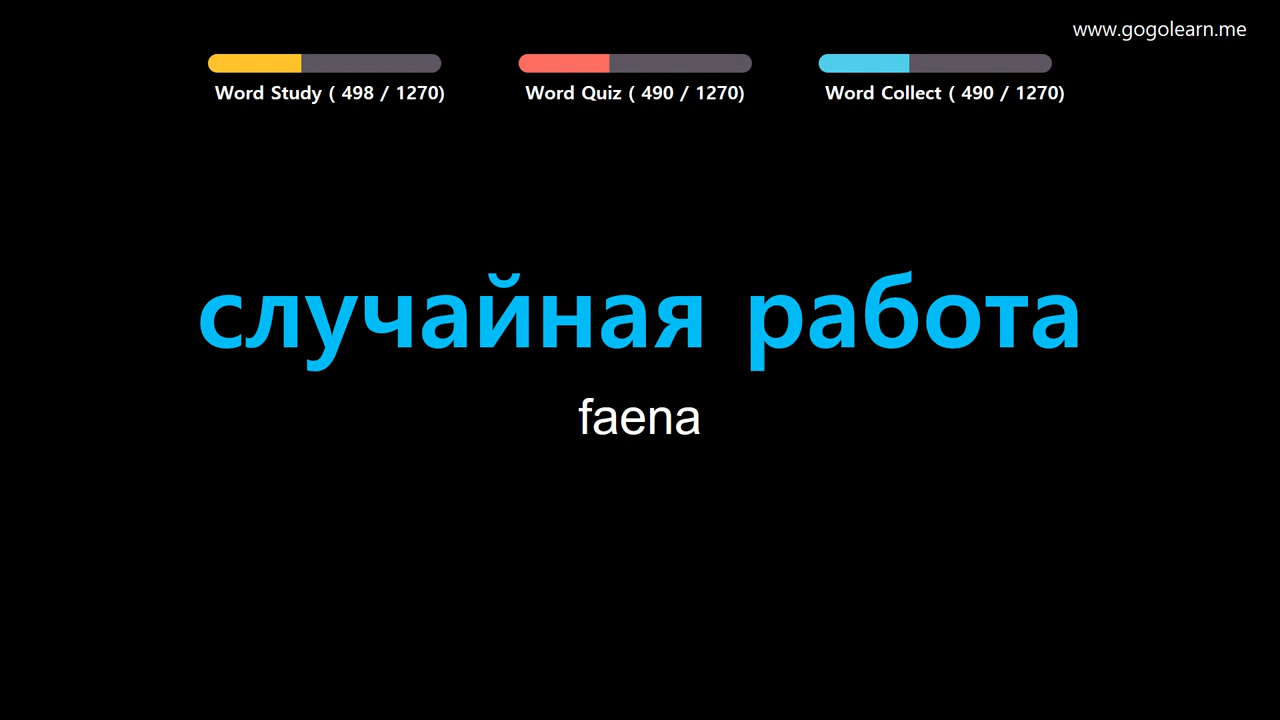 www.gogolearn.me
Word Study ( 498 / 1270)
Word Quiz ( 490 / 1270)
Word Collect ( 490 / 1270)
случайная работа
faena